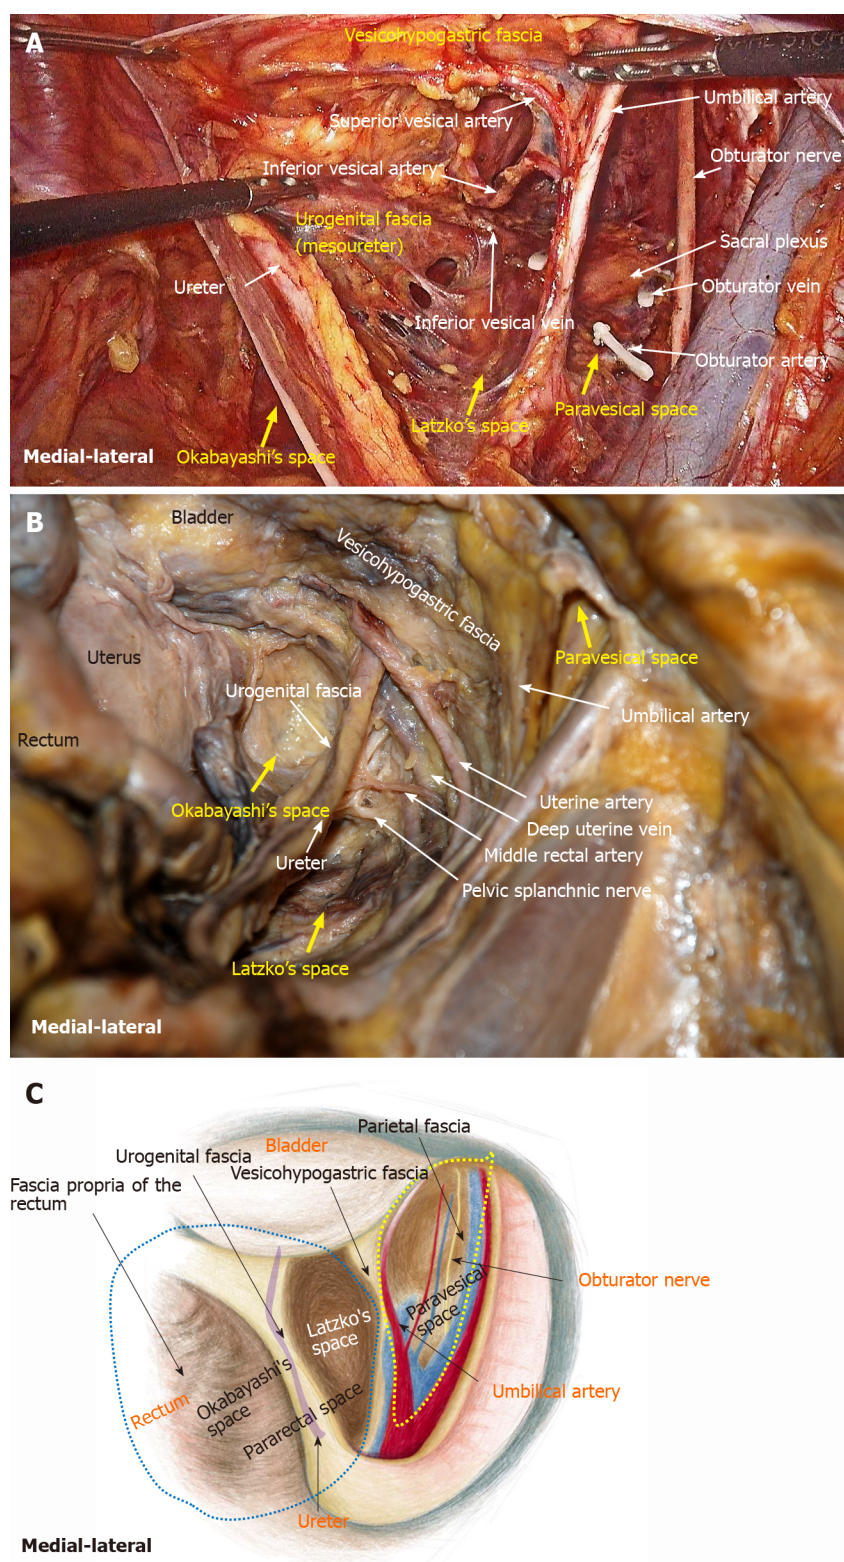 A
Vesicohypogastric fascia
Umbilical artery
Superior vesical artery
Obturator nerve
Inferior vesical artery
Urogenital fascia
(mesoureter)
Sacral plexus
Ureter
Obturator vein
Inferior vesical vein
Obturator artery
Paravesical space
Latzko's space
Medial-lateral
Okabayashi's space
B
Bladder
Vesicohypogastric fascia
Uterus
Paravesical space
Urogenital fascia
Umbilical artery
Rectum
Okabayashi's space
Uterine artery
Deep uterine vein
Ureter
Middle rectal artery
Pelvic splanchnic nerve
Latzko's space
Medial-lateral
C
Parietal fascia
Bladder
Urogenital fascia
Vesicohypogastric fascia
Fascia propria of the
rectum
Obturator nerve
Paravesical
space
Latzko's
space
Okabayashi's
space
Umbilical artery
Rectum
Pararectal space
Ureter
Medial-lateral